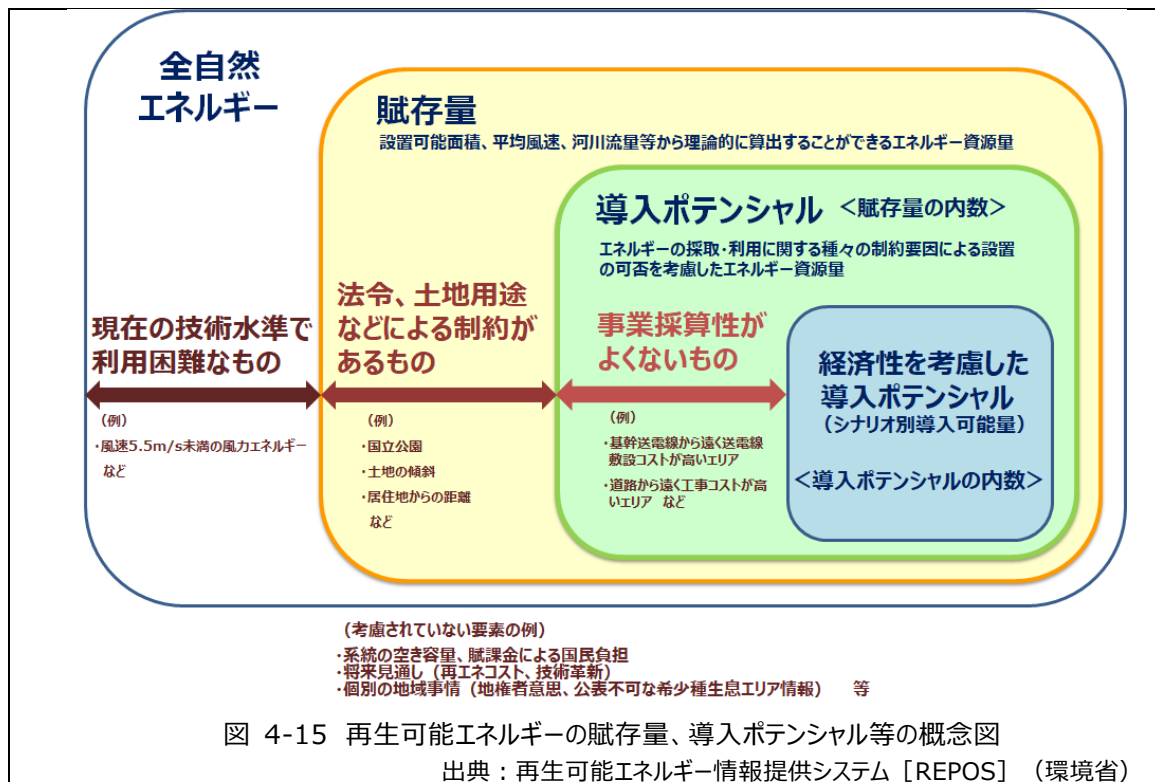 全自然
エネルギー
賦存量
設置可能面積、平均風速、河川流量等から理論的に算出することができるエネルギー資源量
導入ポテンシャル <賦存量の内数>
エネルギーの採取・利用に関する種々の制約要因による設置
の可否を考慮したエネルギー資源量
現在の技術水準で
利用困難なもの
(例)
・風速5.5m/s未満の風力エネルギー
など
法令、土地用途
などによる制約が
あるもの
(例)
・国立公園
・土地の傾斜
・居住地からの距離
など
事業採算性が
よくないもの
(例)
・基幹送電線から遠く送電線
敷設コストが高いエリア
・道路から遠く工事コストが高
いエリア など
経済性を考慮した
導入ポテンシャル
(シナリオ別導入可能量)
<導入ポテンシャルの内数>
(考慮されていない要素の例)
・系統の空き容量、賦課金による国民負担
・将来見通し(再エネコスト、技術革新)
・個別の地域事情(地権者意思、公表不可な希少種生息エリア情報) 等
図 4-15 再生可能エネルギーの賦存量、導入ポテンシャル等の概念図
出典:再生可能エネルギー情報提供システム[REPOS](環境省)